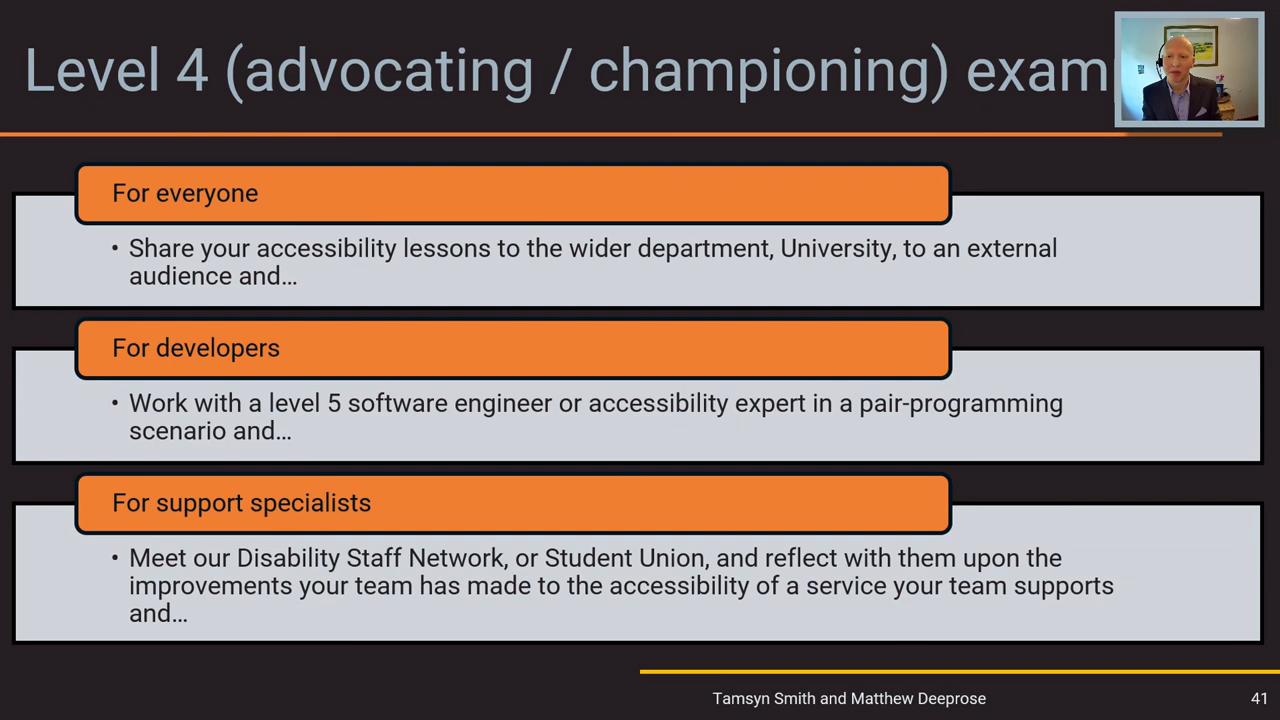 Level 4 (advocating / championing) exam
For everyone
• Share your accessibility lessons to the wider department, University, to an external
audience and…
For developers
• Work with a level 5 software engineer or accessibility expert in a pair-programming
scenario and…
For support specialists
• Meet our Disability Staff Network, or Student Union, and reflect with them upon the
improvements your team has made to the accessibility of a service your team supports
and…
Tamsyn Smith and Matthew Deeprose
41